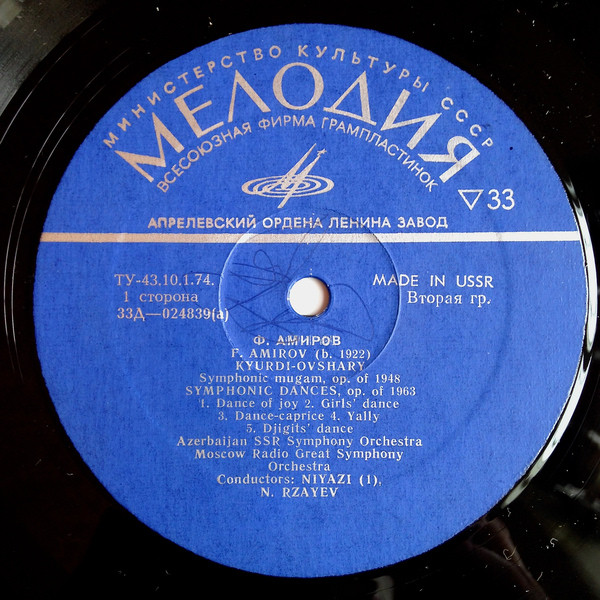 МИНИСТЕРСТВО КУЛЬТУРЫ СССР
МЕЛОДИЯ
ВСЕСОЮЗНАЯ ФИРМА ГРАМПЛАСТИНОК
▽33
АПРЕЛЕВСКИЙ ОРДЕНА ЛЕНИНА ЗАВОД
ТУ-43.10.1.74.
1 сторона
33Д—024839(а)
MADE IN USSR
Вторая гр.
Ф. АМИРОВ
F. AMIROV (b. 1922)
KYURDI-OVSHARY
Symphonic mugam, op. of 1948
SYMPHONIC DANCES, op. of 1963
1. Dance of joy 2. Girls' dance
3. Dance-caprice 4. Yally
5. Djigits' dance
Azerbaijan SSR Symphony Orchestra
Moscow Radio Great Symphony
Orchestra
Conductors: NIYAZI (1),
N. RZAYEV